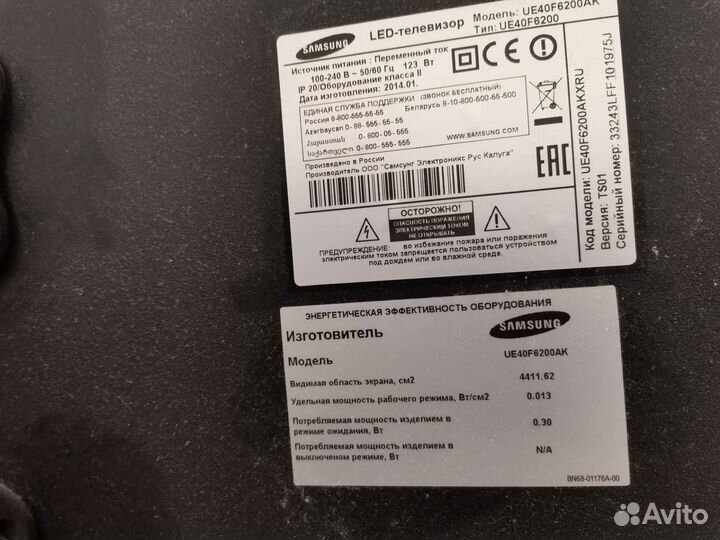 SAMSUNG
LED-телевизор
Модель: UE40F6200AK
Тип: UE40F6200
Источник питания : Переменный ток
100-240 В ~ 50/60 Гц 123 Вт
IP 20/Оборудование класса II
Дата изготовления: 2014.01.
ЕДИНАЯ СЛУЖБА ПОДДЕРЖКИ (ЗВОНОК БЕСПЛАТНЫЙ)
Россия 8-800-555-55-55 Беларусь 8-10-800-500-55-500
Azərbaycan 0-88-555-55-55
Հայաստան 0-800-05-555
საქართველო 0-800-555-555
WWW.SAMSUNG.COM
Произведено в России
Производитель ООО "Самсунг Электроникс Рус Калуга"
EAC
ОСТОРОЖНО!
ОПАСНОСТЬ ПОРАЖЕНИЯ
ЭЛЕКТРИЧЕСКИМ ТОКОМ
НЕ ОТКРЫВАТЬ
ПРЕДУПРЕЖДЕНИЕ: во избежание пожара или поражения
электрическим током запрещается пользоваться устройством
под дождем или во влажной среде.
Код модели: UE40F6200AKXRU
Версия: TS01
Серийный номер: 33243LFF101975J
ЭНЕРГЕТИЧЕСКАЯ ЭФФЕКТИВНОСТЬ ОБОРУДОВАНИЯ
Изготовитель SAMSUNG
Модель UE40F6200AK
Видимая область экрана, см2 4411.62
Удельная мощность рабочего режима, Вт/см2 0.013
Потребляемая мощность изделием в
режиме ожидания, Вт 0.30
Потребляемая мощность изделием в
выключеном режиме, Вт N/A
BN68-01176A-00
Avito